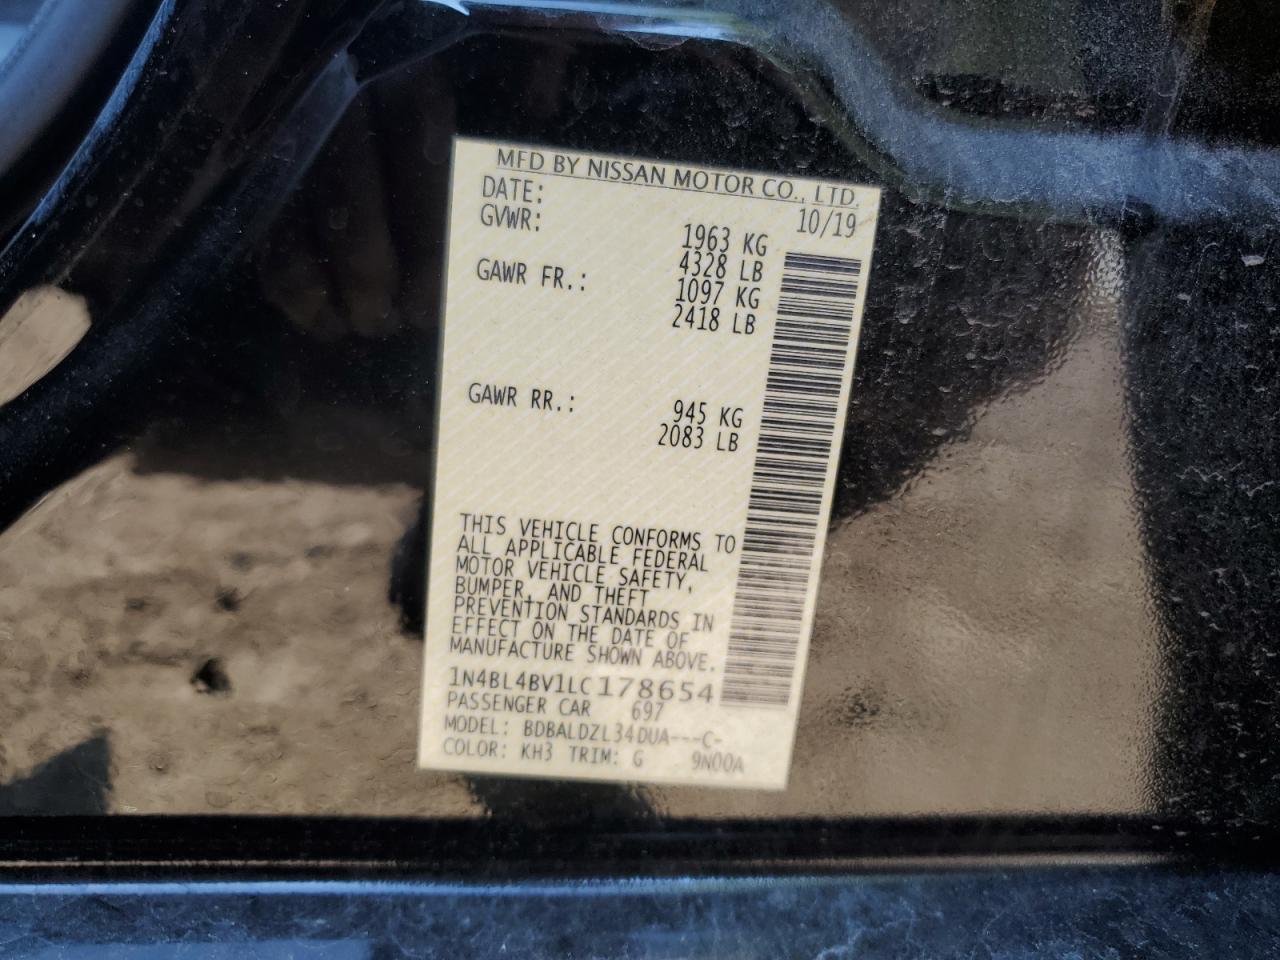 MFD BY NISSAN MOTOR CO., LTD.
DATE: 10/19
GVWR: 1963 KG
4328 LB
GAWR FR.: 1097 KG
2418 LB
GAWR RR.: 945 KG
2083 LB
THIS VEHICLE CONFORMS TO
ALL APPLICABLE FEDERAL
MOTOR VEHICLE SAFETY,
BUMPER, AND THEFT
PREVENTION STANDARDS IN
EFFECT ON THE DATE OF
MANUFACTURE SHOWN ABOVE.
1N4BL4BV1LC178654
PASSENGER CAR 697
MODEL: BDBALDZL34DUA---C-
COLOR: KH3 TRIM: G 9N00A